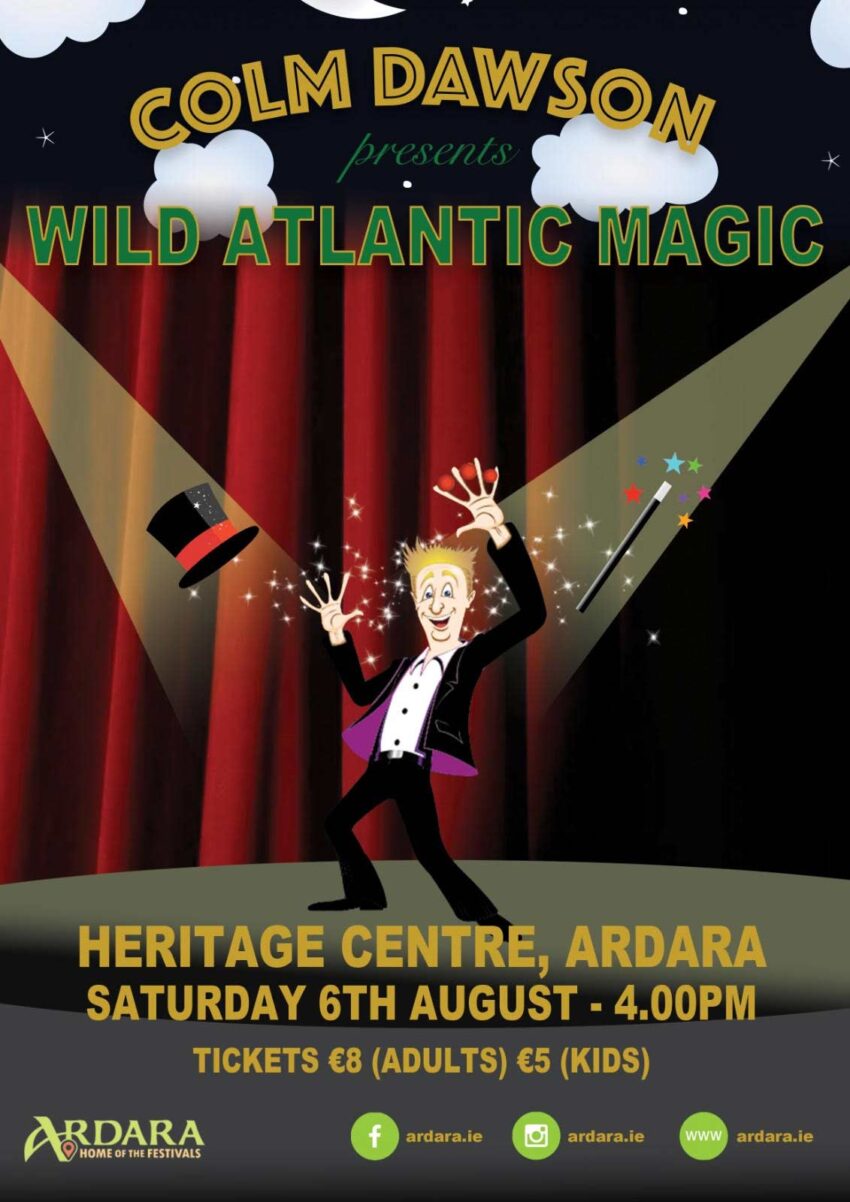 COLM DAWSON
presents
WILD ATLANTIC MAGIC
HERITAGE CENTRE, ARDARA
SATURDAY 6TH AUGUST - 4.00PM
TICKETS €8 (ADULTS) €5 (KIDS)
ARDARA
HOME OF THE FESTIVALS
f ardara.ie
ardara.ie
www ardara.ie